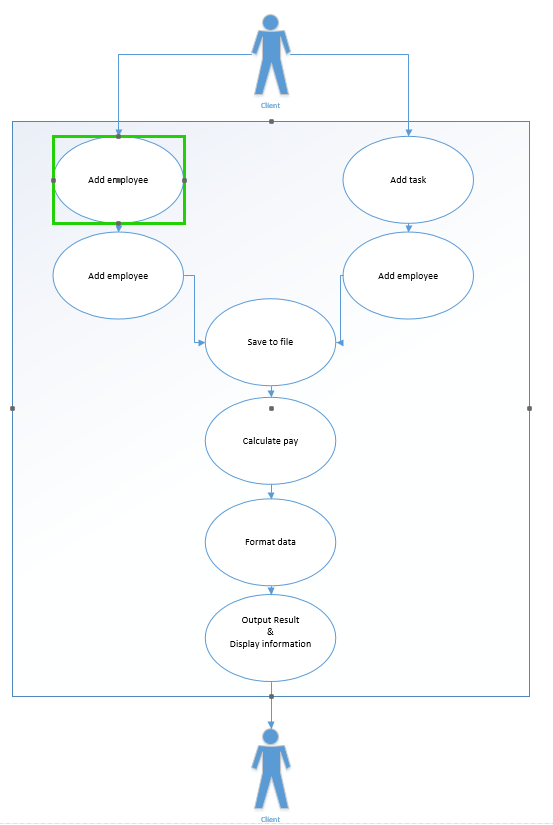 Client
Add employee
Add task
Add employee
Add employee
Save to file
Calculate pay
Format data
Output Result
&
Display information
Client